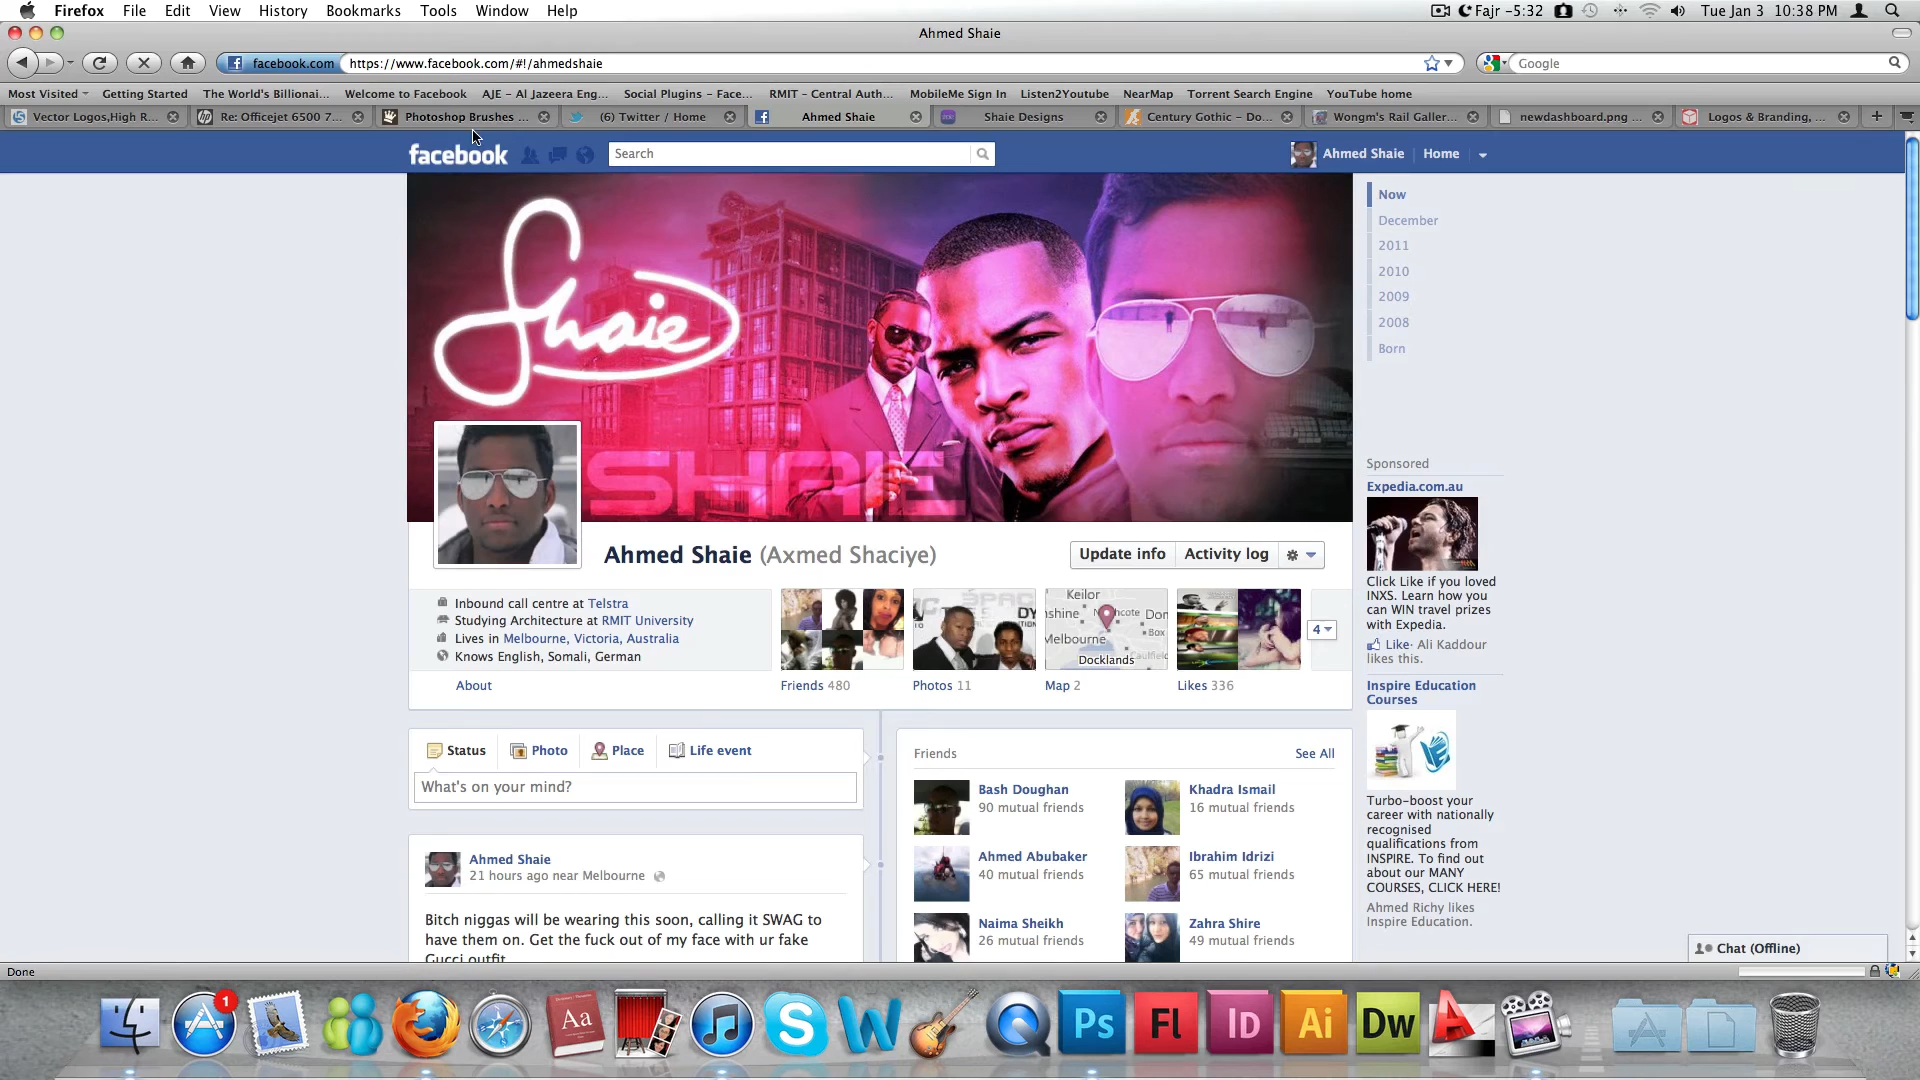 Firefox File Edit View History Bookmarks Tools Window Help
Fajr -5:32
Tue Jan 3 10:38 PM
Ahmed Shaie
facebook.com
https://www.facebook.com/#!/ahmedshaie
Google
Most Visited
Getting Started
The World's Billionai...
Welcome to Facebook
AJE – Al Jazeera Eng...
Social Plugins – Face...
RMIT – Central Auth...
MobileMe Sign In
Listen2Youtube
NearMap
Torrent Search Engine
YouTube home
Vector Logos,High R...
Re: Officejet 6500 7...
Photoshop Brushes ...
(6) Twitter / Home
Ahmed Shaie
Shaie Designs
Century Gothic – Do...
Wongm's Rail Galler...
newdashboard.png ...
Logos & Branding, ...
facebook
Search
Ahmed Shaie
Home
Shaie
SHAIE
Now
December
2011
2010
2009
2008
Born
Ahmed Shaie (Axmed Shaciye)
Update info
Activity log
Inbound call centre at Telstra
Studying Architecture at RMIT University
Lives in Melbourne, Victoria, Australia
Knows English, Somali, German
About
Friends 480
Photos 11
Keilor
Melbourne
Docklands
Map 2
Likes 336
4
Status
Photo
Place
Life event
What's on your mind?
Ahmed Shaie
21 hours ago near Melbourne
Bitch niggas will be wearing this soon, calling it SWAG to
have them on. Get the fuck out of my face with ur fake
Gucci outfit
Friends
See All
Bash Doughan
90 mutual friends
Khadra Ismail
16 mutual friends
Ahmed Abubaker
40 mutual friends
Ibrahim Idrizi
65 mutual friends
Naima Sheikh
26 mutual friends
Zahra Shire
49 mutual friends
Sponsored
Expedia.com.au
Click Like if you loved
INXS. Learn how you
can WIN travel prizes
with Expedia.
Like · Ali Kaddour
likes this.
Inspire Education
Courses
Turbo-boost your
career with nationally
recognised
qualifications from
INSPIRE. To find out
about our MANY
COURSES, CLICK HERE!
Ahmed Richy likes
Inspire Education.
Chat (Offline)
Done
1
Aa
Ps
Fl
Id
Ai
Dw